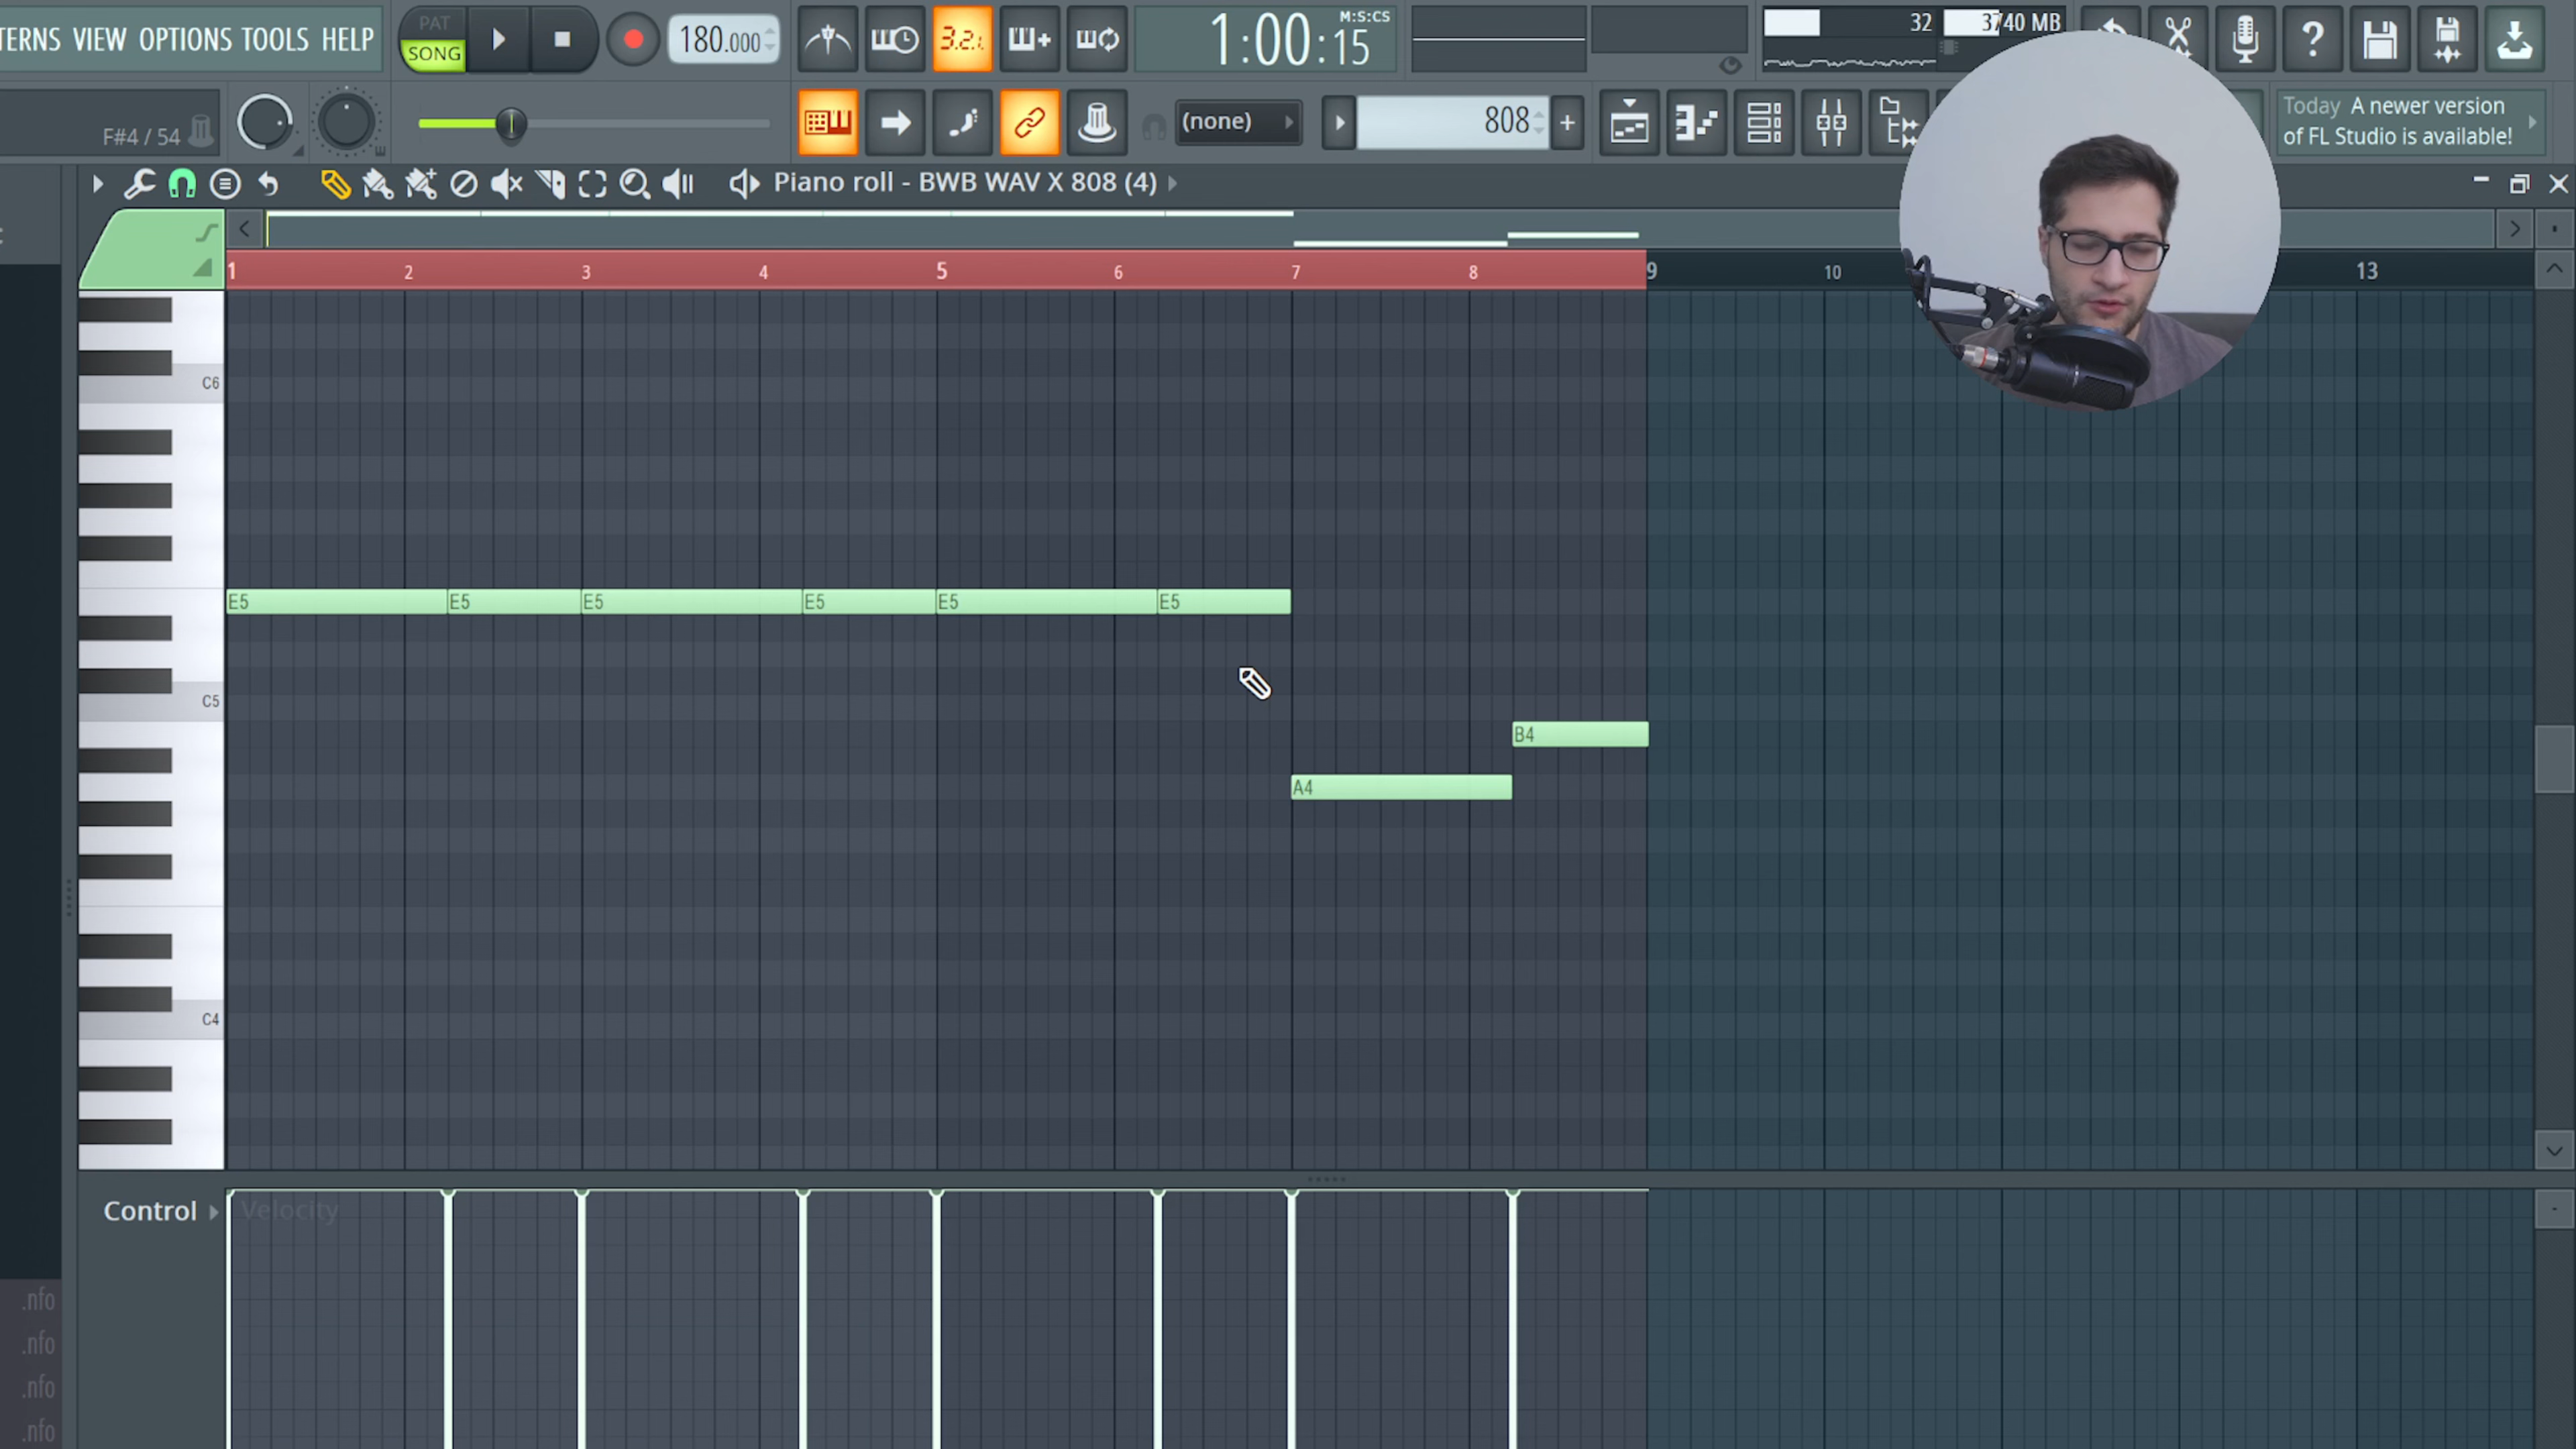 TERNS VIEW OPTIONS TOOLS HELP
PAT
SONG
180.000
3.2.
M:S:CS
1:00:15
32
3740 MB
F#4 / 54
(none)
808
Today A newer version
of FL Studio is available!
Piano roll - BWB WAV X 808 (4)
1 2 3 4 5 6 7 8 9 10 13
C6
E5 E5 E5 E5 E5 E5
C5
B4
A4
C4
Control Velocity
.nfo
.nfo
.nfo
.nfo